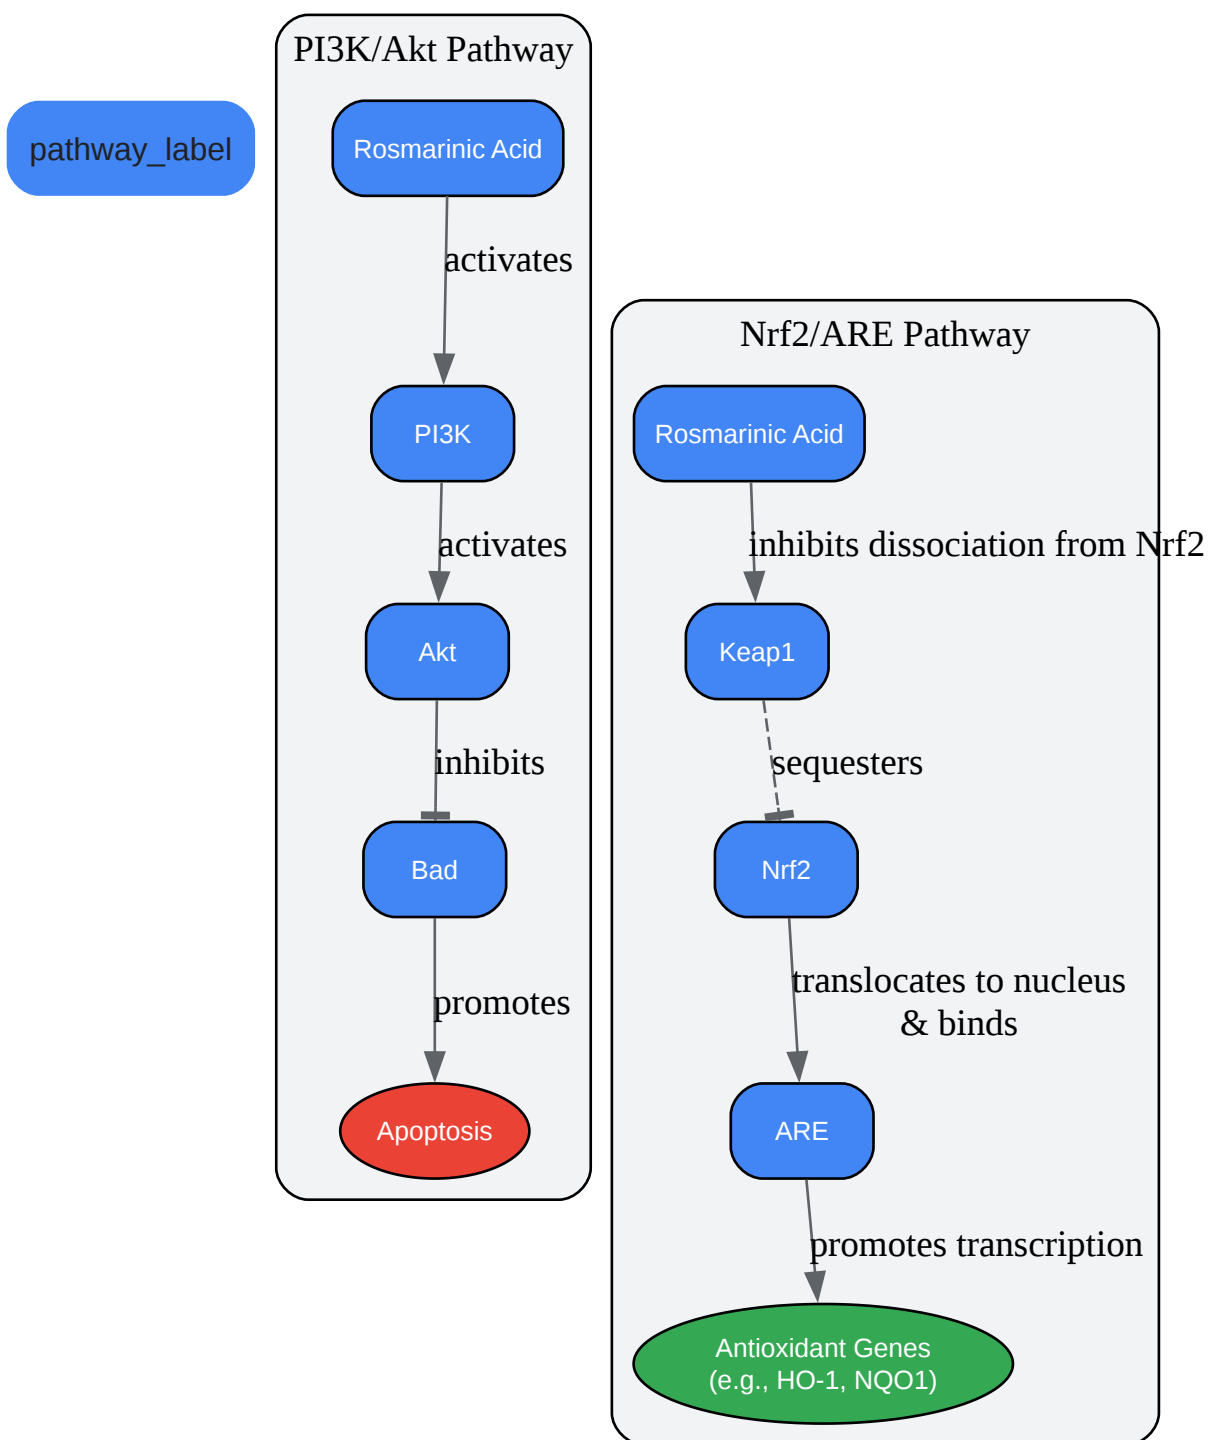 pathway_label
PI3K/Akt Pathway
Rosmarinic Acid
activates
PI3K
activates
Akt
inhibits
Bad
promotes
Apoptosis
Nrf2/ARE Pathway
Rosmarinic Acid
inhibits dissociation from Nrf2
Keap1
sequesters
Nrf2
translocates to nucleus
& binds
ARE
promotes transcription
Antioxidant Genes
(e.g., HO-1, NQO1)